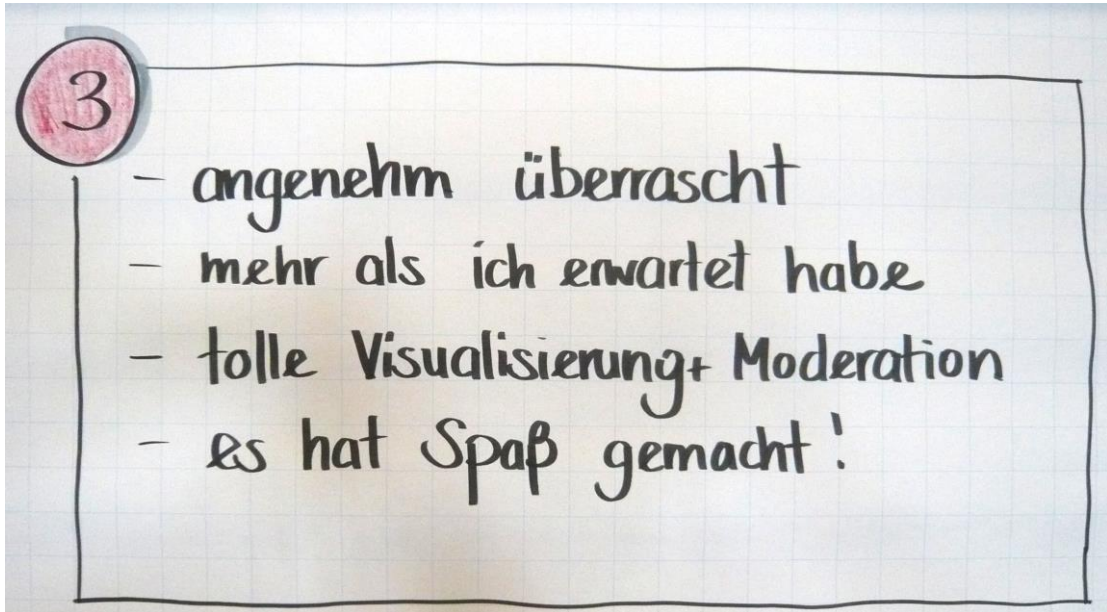 3
- angenehm überrascht
- mehr als ich erwartet habe
- tolle Visualisierung+ Moderation
- es hat Spaß gemacht!